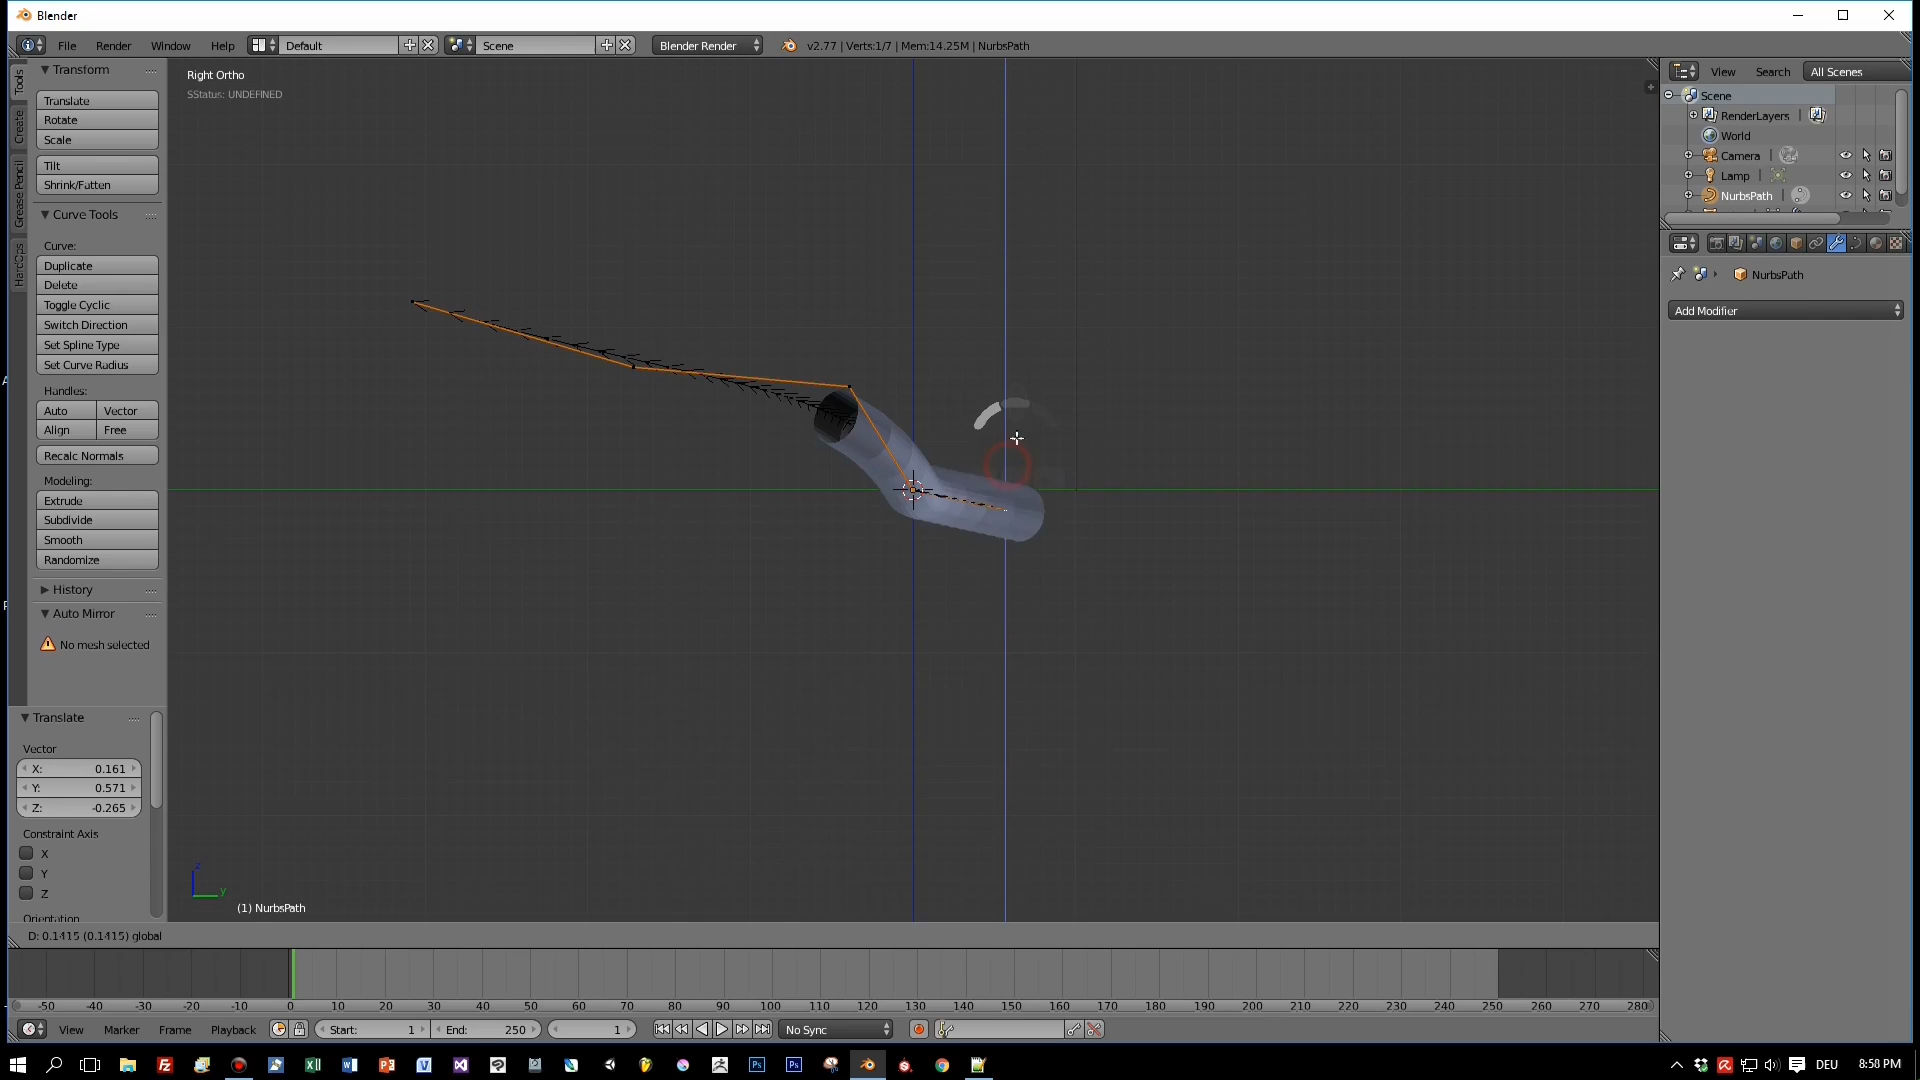 Blender
File Render Window Help Default Scene Blender Render v2.77 | Verts:1/7 | Mem:14.25M | NurbsPath
Tools
Create
Grease Pencil
HardOps
Transform
Translate
Rotate
Scale
Tilt
Shrink/Fatten
Curve Tools
Curve:
Duplicate
Delete
Toggle Cyclic
Switch Direction
Set Spline Type
Set Curve Radius
Handles:
Auto Vector
Align Free
Recalc Normals
Modeling:
Extrude
Subdivide
Smooth
Randomize
History
Auto Mirror
No mesh selected
Translate
Vector
X: 0.161
Y: 0.571
Z: -0.265
Constraint Axis
X
Y
Z
Orientation
Right Ortho
SStatus: UNDEFINED
z
y
(1) NurbsPath
D: 0.1415 (0.1415) global
View Search All Scenes
Scene
RenderLayers |
World
Camera |
Lamp |
NurbsPath |
NurbsPath
Add Modifier
-50 -40 -30 -20 -10 0 10 20 30 40 50 60 70 80 90 100 110 120 130 140 150 160 170 180 190 200 210 220 230 240 250 260 270 280
View Marker Frame Playback Start: 1 End: 250 1 No Sync
DEU 8:58 PM